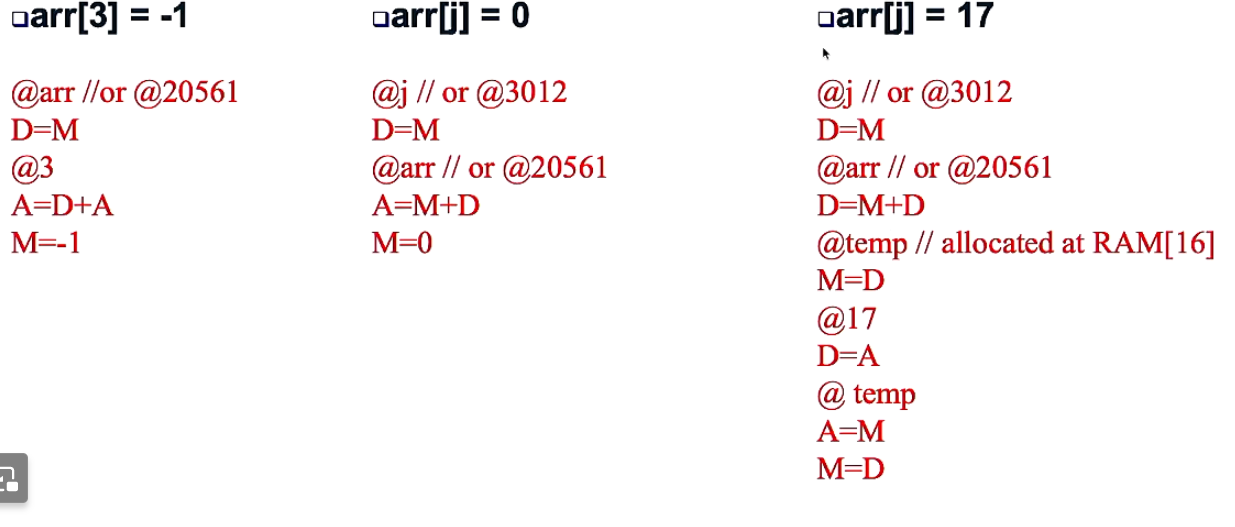 arr[3] = -1
@arr //or @20561
D=M
@3
A=D+A
M=-1
arr[j] = 0
@j // or @3012
D=M
@arr // or @20561
A=M+D
M=0
arr[j] = 17
@j // or @3012
D=M
@arr // or @20561
D=M+D
@temp // allocated at RAM[16]
M=D
@17
D=A
@ temp
A=M
M=D